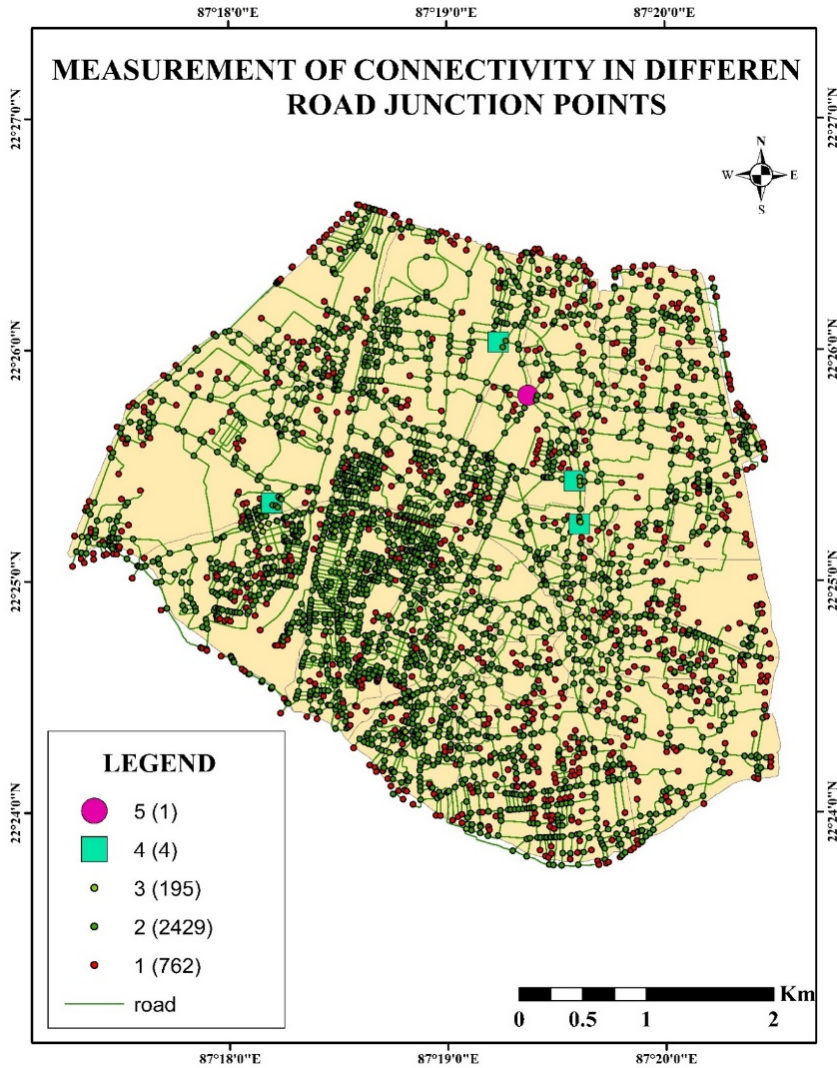 87°18'0"E 87°19'0"E 87°20'0"E
MEASUREMENT OF CONNECTIVITY IN DIFFEREN
ROAD JUNCTION POINTS
22°27'0"N 22°27'0"N
N
W E
S
22°26'0"N 22°26'0"N
22°25'0"N 22°25'0"N
22°24'0"N 22°24'0"N
LEGEND
5 (1)
4 (4)
3 (195)
2 (2429)
1 (762)
road
Km
0 0.5 1 2
87°18'0"E 87°19'0"E 87°20'0"E